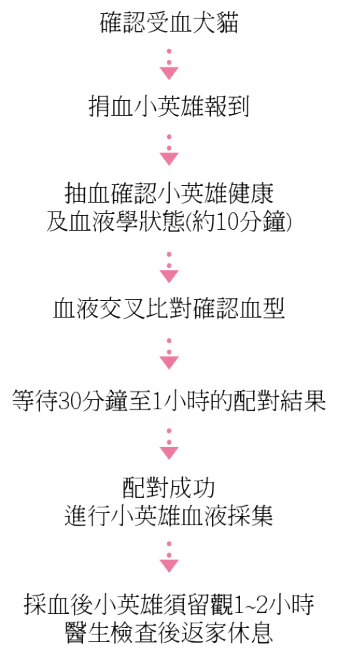 確認受血犬貓
捐血小英雄報到
抽血確認小英雄健康
及血液學狀態(約10分鐘)
血液交叉比對確認血型
等待30分鐘至1小時的配對結果
配對成功
進行小英雄血液採集
採血後小英雄須留觀1~2小時
醫生檢查後返家休息